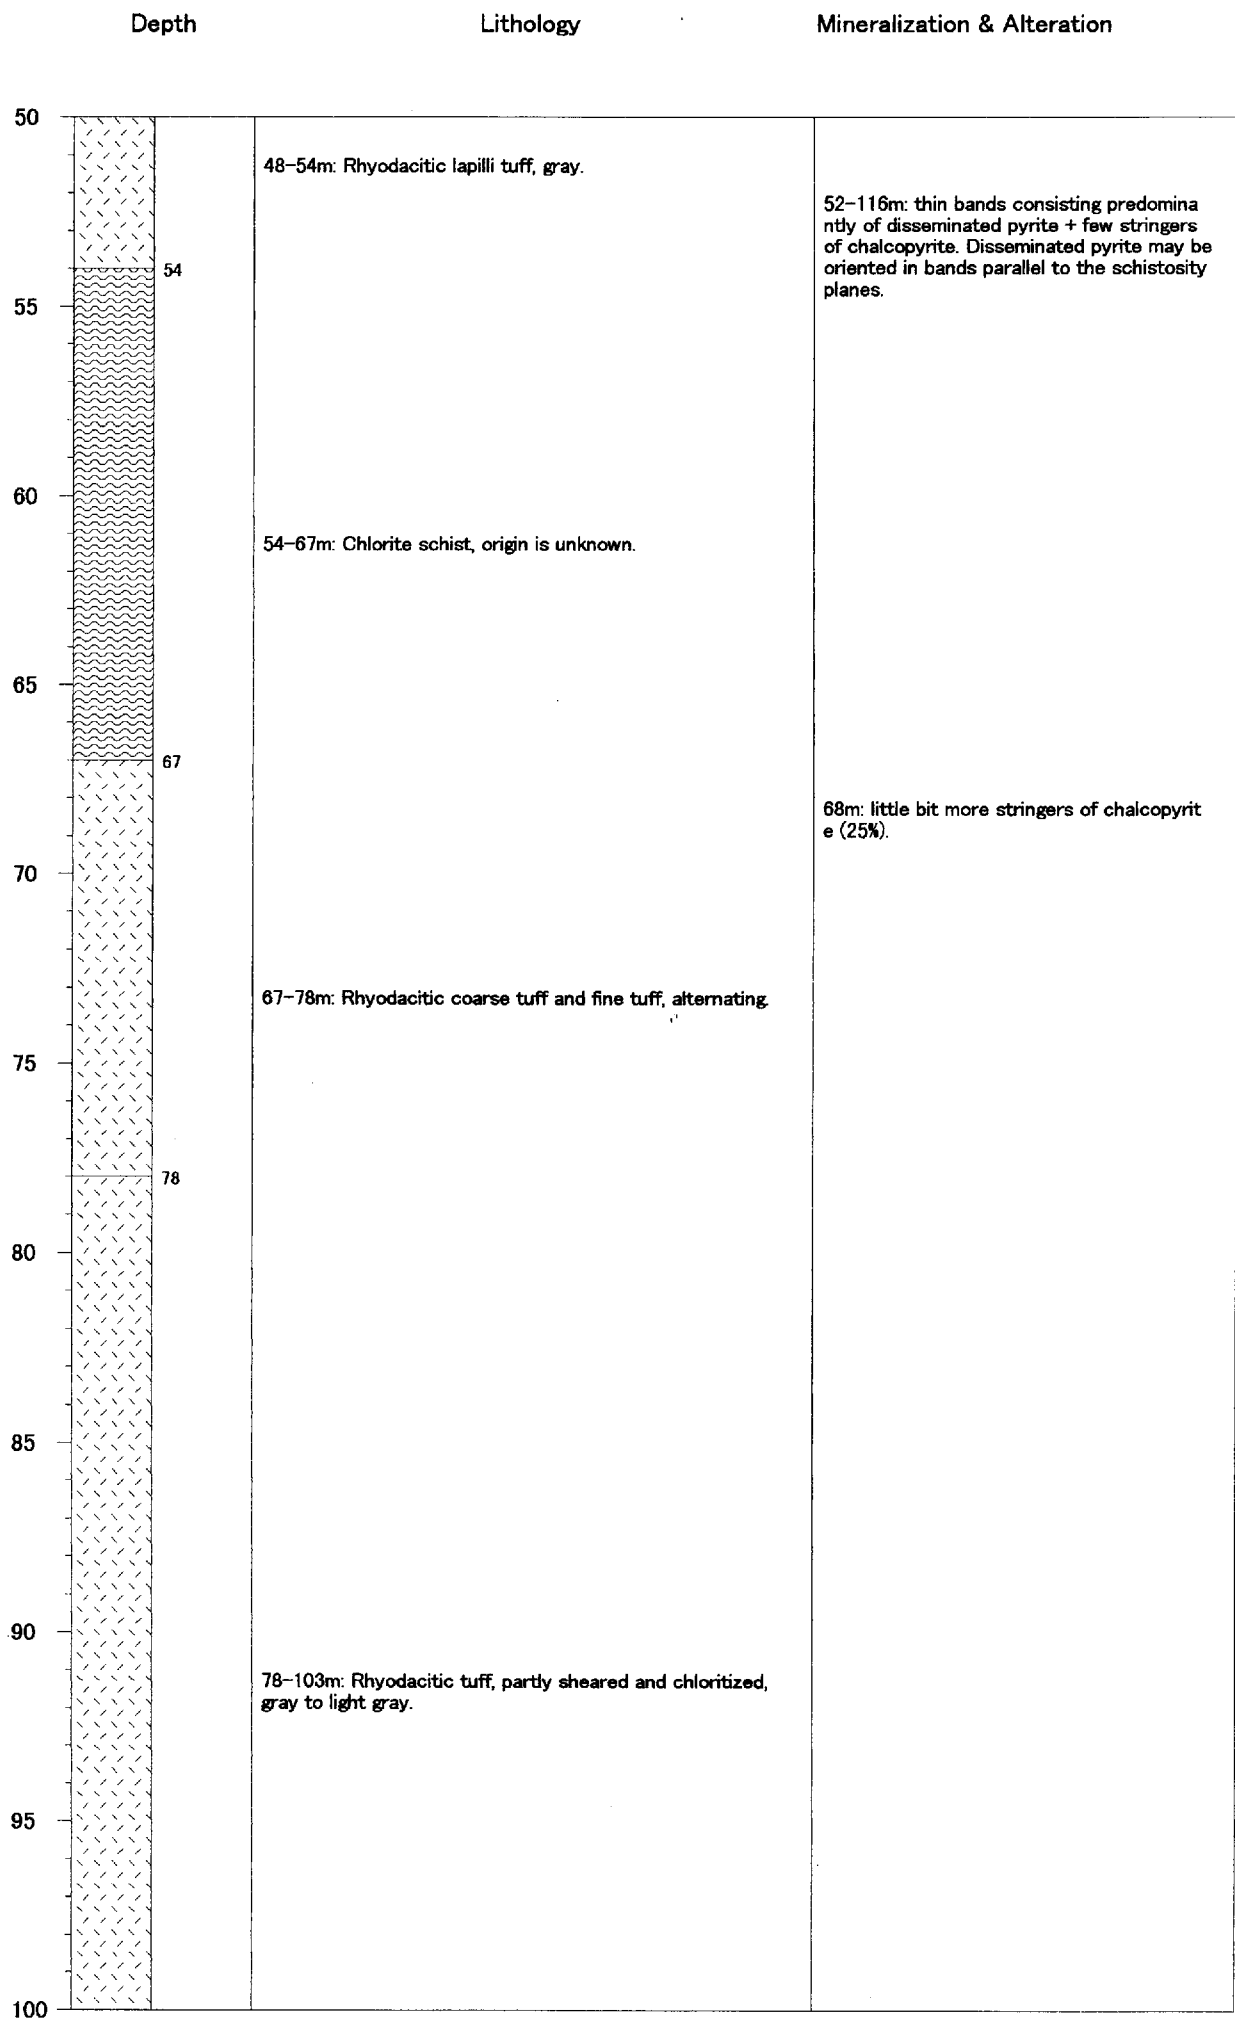 Depth Lithology Mineralization & Alteration
50
48-54m: Rhyodacitic lapilli tuff, gray.
52-116m: thin bands consisting predomina
ntly of disseminated pyrite + few stringers
of chalcopyrite. Disseminated pyrite may be
oriented in bands parallel to the schistosity
planes.
54
55
60
54-67m: Chlorite schist, origin is unknown.
65
67
68m: little bit more stringers of chalcopyrit
e (25%).
70
67-78m: Rhyodacitic coarse tuff and fine tuff, alternating.
75
78
80
85
90
78-103m: Rhyodacitic tuff, partly sheared and chloritized,
gray to light gray.
95
100